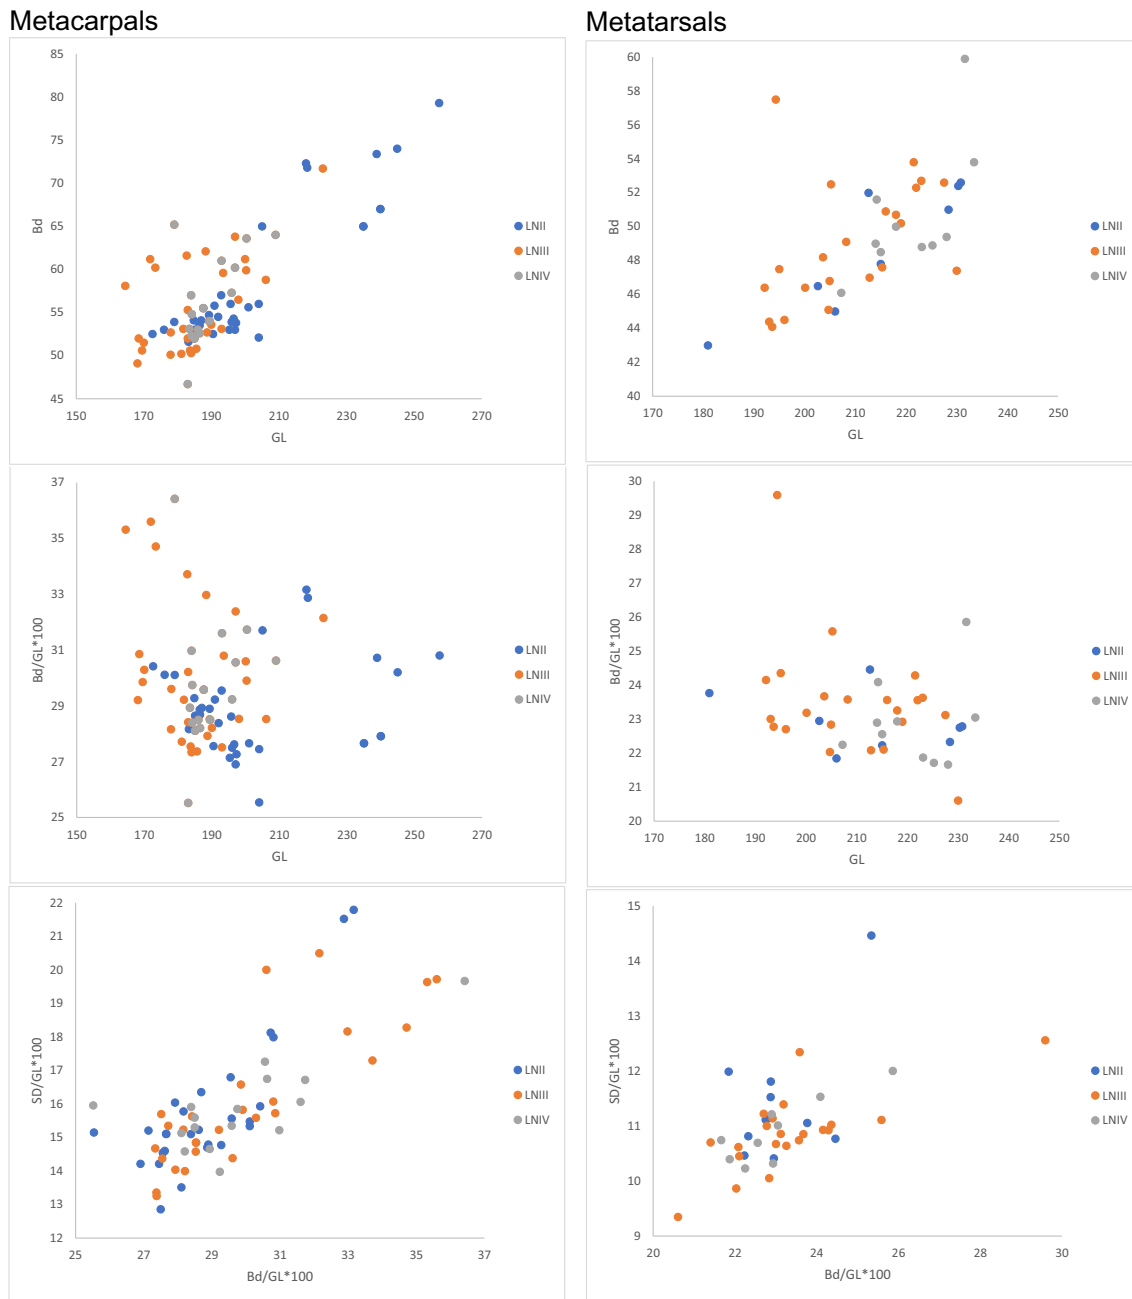 Metacarpals
85
80
75
70
65
60
55
50
45
Bd
150 170 190 210 230 250 270
GL
LNII
LNIII
LNIV
Metatarsals
60
58
56
54
52
50
48
46
44
42
40
Bd
170 180 190 200 210 220 230 240 250
GL
LNII
LNIII
LNIV
37
35
33
31
29
27
25
Bd/GL*100
150 170 190 210 230 250 270
GL
LNII
LNIII
LNIV
30
29
28
27
26
25
24
23
22
21
20
Bd/GL*100
170 180 190 200 210 220 230 240 250
GL
LNII
LNIII
LNIV
22
21
20
19
18
17
16
15
14
13
12
SD/GL*100
25 27 29 31 33 35 37
Bd/GL*100
LNII
LNIII
LNIV
15
14
13
12
11
10
9
SD/GL*100
20 22 24 26 28 30
Bd/GL*100
LNII
LNIII
LNIV